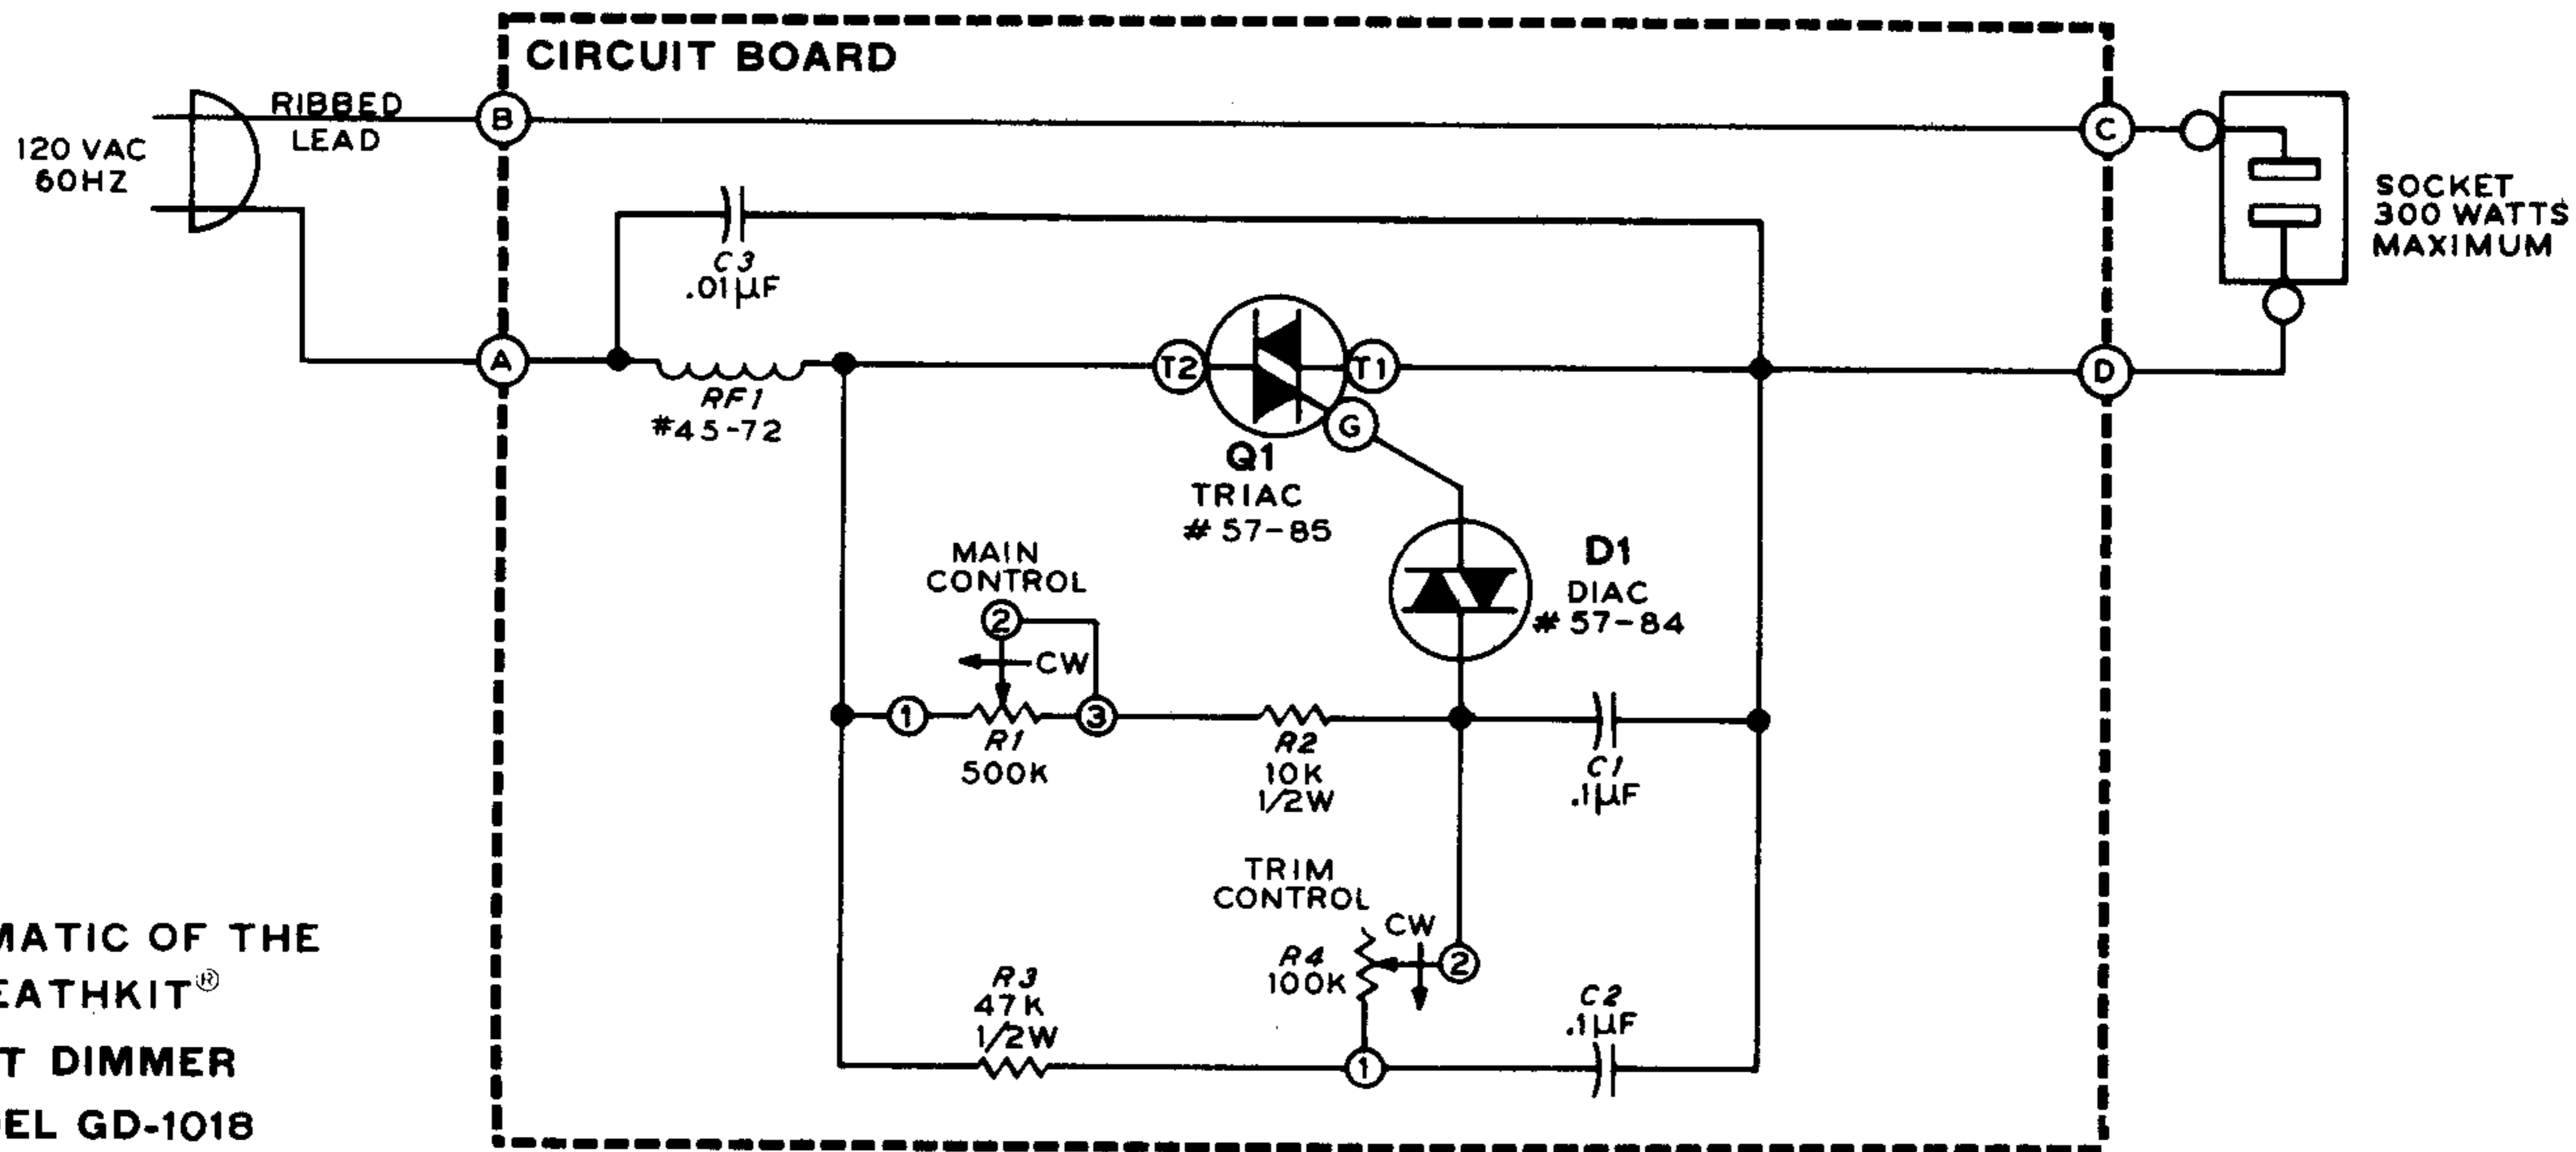 CIRCUIT BOARD
RIBBED
LEAD
B
C
120 VAC
60HZ
SOCKET
300 WATTS
MAXIMUM
C3
.01µF
A
T2
T1
D
RF1
#45-72
G
Q1
TRIAC
# 57-85
D1
DIAC
# 57-84
MAIN
CONTROL
2
CW
1
3
R1
500K
R2
10K
1/2W
C1
.1µF
TRIM
CONTROL
CW
R4
100K
2
R3
47K
1/2W
C2
.1µF
1
MATIC OF THE
EATHKIT®
T DIMMER
EL GD-1018